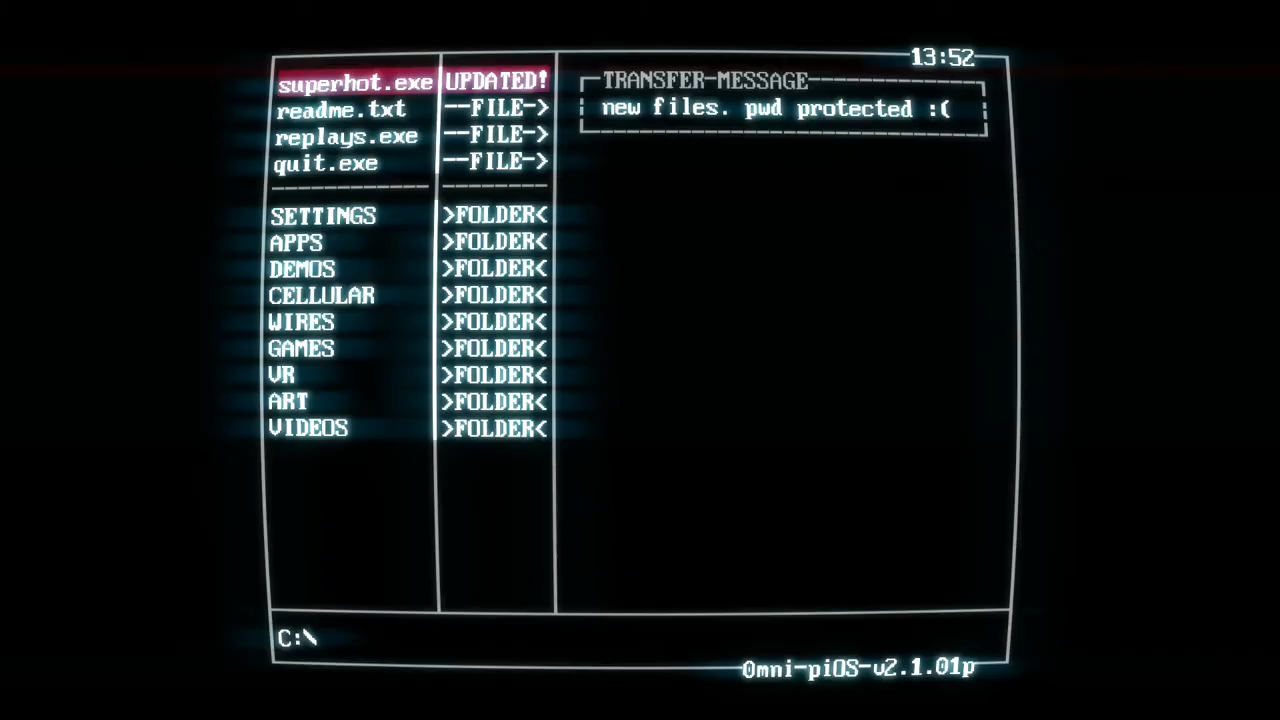 13:52
superhot.exe UPDATED!
readme.txt --FILE->
replays.exe --FILE->
quit.exe --FILE->
SETTINGS >FOLDER<
APPS >FOLDER<
DEMOS >FOLDER<
CELLULAR >FOLDER<
WIRES >FOLDER<
GAMES >FOLDER<
VR >FOLDER<
ART >FOLDER<
VIDEOS >FOLDER<
TRANSFER-MESSAGE
new files. pwd protected :(
C:\
0mni-piOS-v2.1.01p